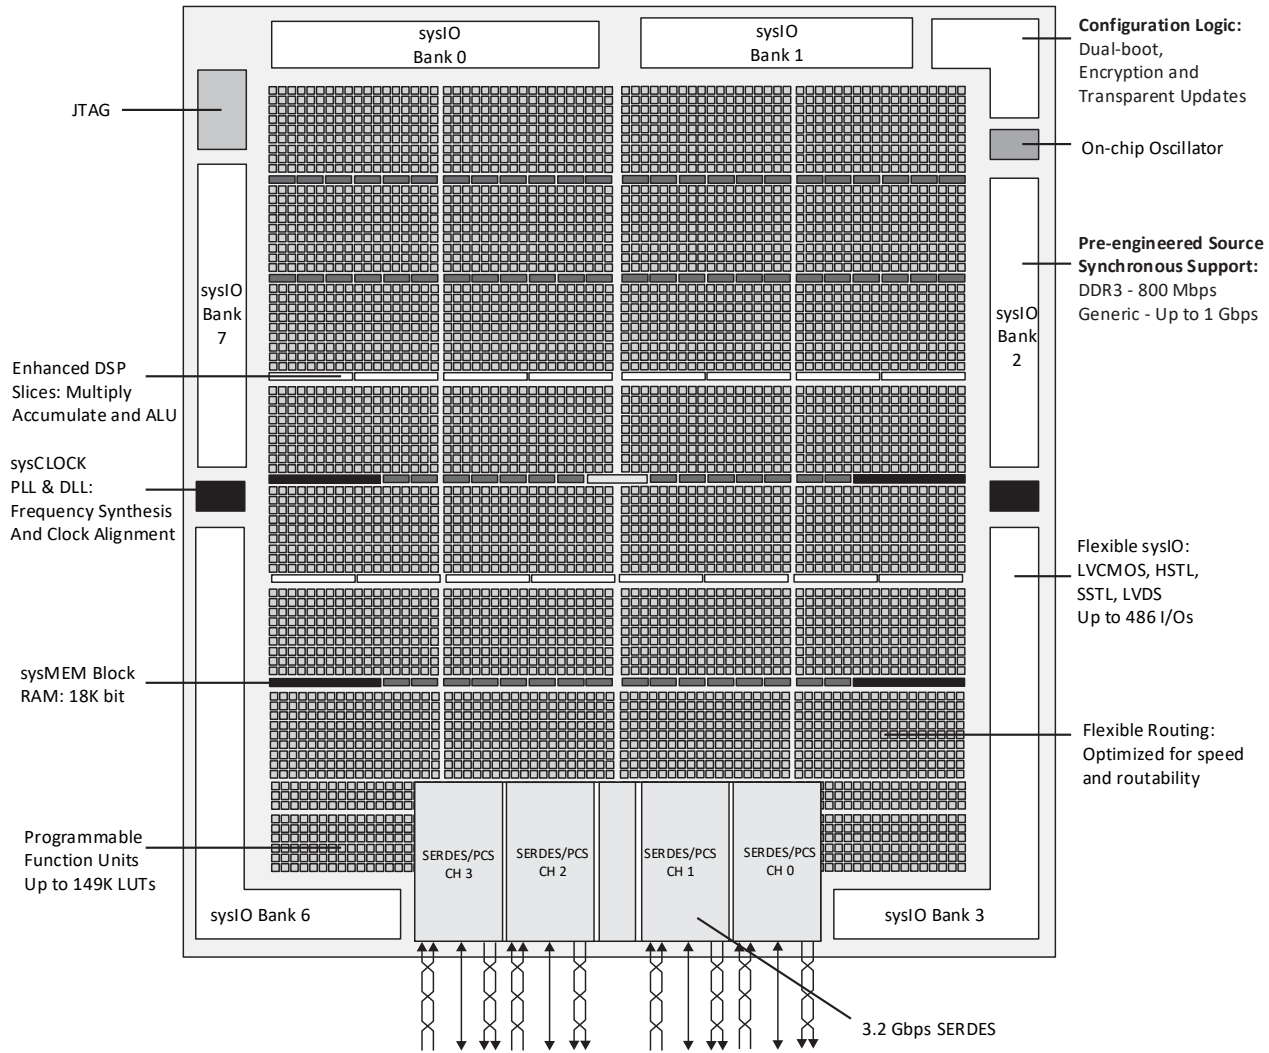 sysIO
Bank 0
sysIO
Bank 1
Configuration Logic:
Dual-boot,
Encryption and
Transparent Updates
JTAG
On-chip Oscillator
Pre-engineered Source
Synchronous Support:
DDR3 - 800 Mbps
Generic - Up to 1 Gbps
sysIO
Bank
7
sysIO
Bank
2
Enhanced DSP
Slices: Multiply
Accumulate and ALU
sysCLOCK
PLL & DLL:
Frequency Synthesis
And Clock Alignment
Flexible sysIO:
LVCMOS, HSTL,
SSTL, LVDS
Up to 486 I/Os
sysMEM Block
RAM: 18K bit
Flexible Routing:
Optimized for speed
and routability
Programmable
Function Units
Up to 149K LUTs
SERDES/PCS
CH 3
SERDES/PCS
CH 2
SERDES/PCS
CH 1
SERDES/PCS
CH 0
sysIO Bank 6
sysIO Bank 3
3.2 Gbps SERDES